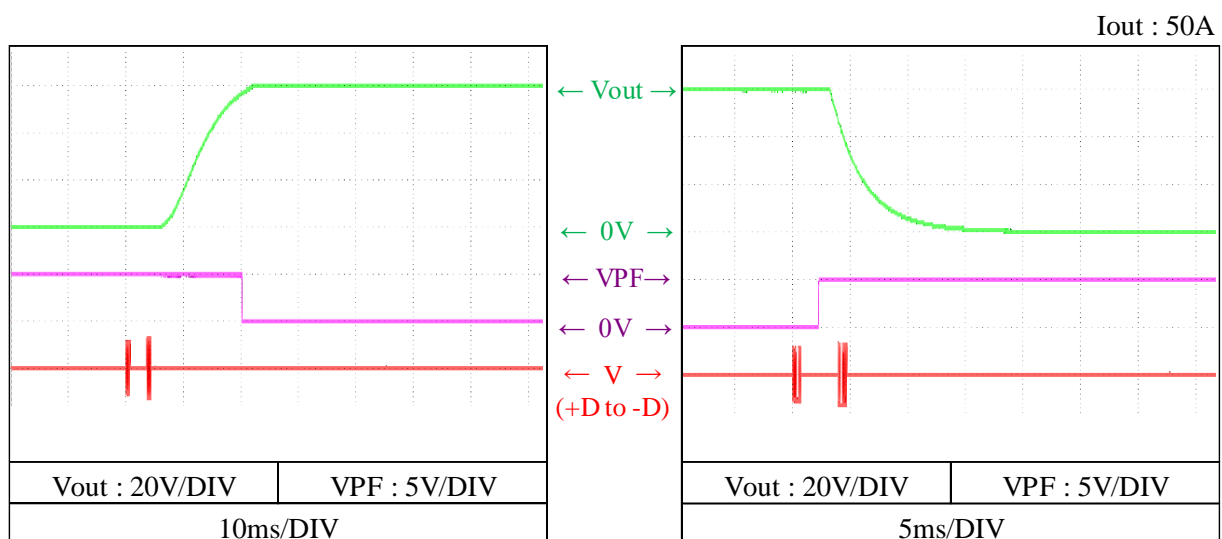 Iout : 50A
← Vout →
← 0V →
← VPF→
← 0V →
← V →
(+D to -D)
Vout : 20V/DIV VPF : 5V/DIV
10ms/DIV
Vout : 20V/DIV VPF : 5V/DIV
5ms/DIV